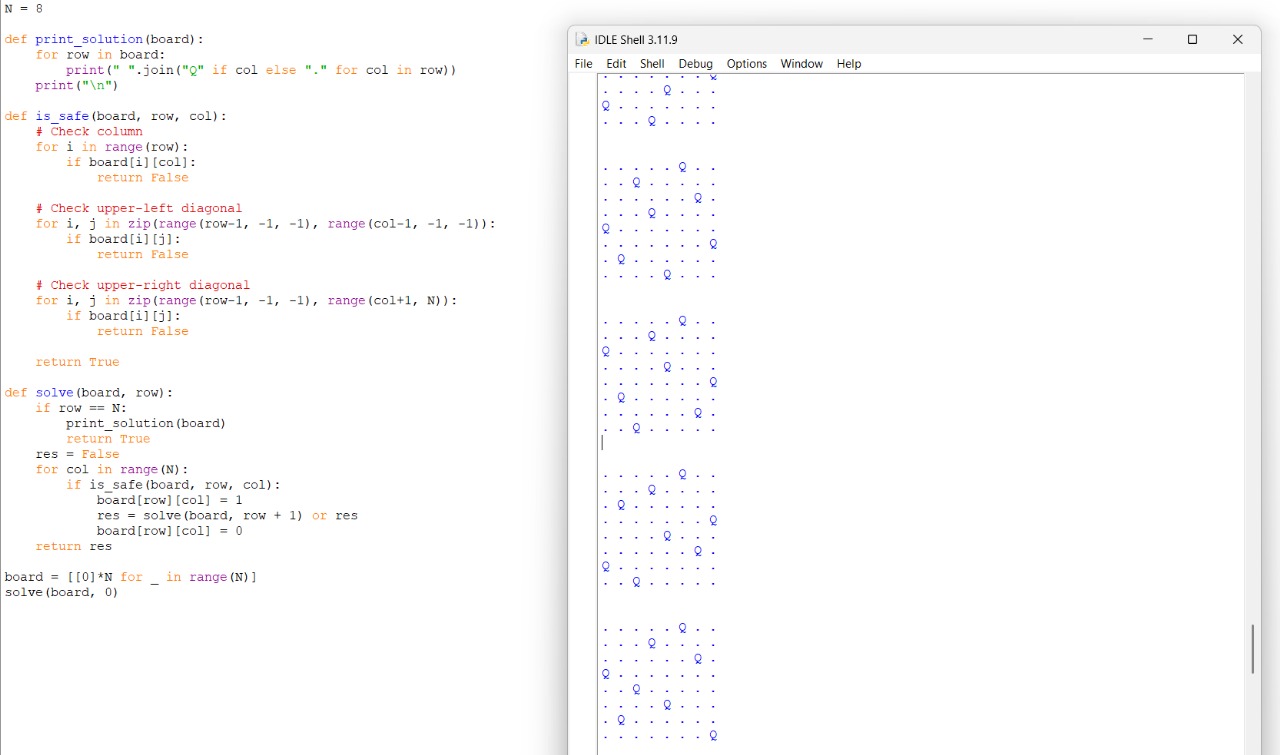 N = 8
def print_solution(board):
    for row in board:
        print(" ".join("Q" if col else "." for col in row))
    print("\n")
def is_safe(board, row, col):
    # Check column
    for i in range(row):
        if board[i][col]:
            return False
    # Check upper-left diagonal
    for i, j in zip(range(row-1, -1, -1), range(col-1, -1, -1)):
        if board[i][j]:
            return False
    # Check upper-right diagonal
    for i, j in zip(range(row-1, -1, -1), range(col+1, N)):
        if board[i][j]:
            return False
    return True
def solve(board, row):
    if row == N:
        print_solution(board)
        return True
    res = False
    for col in range(N):
        if is_safe(board, row, col):
            board[row][col] = 1
            res = solve(board, row + 1) or res
            board[row][col] = 0
    return res
board = [[0]*N for _ in range(N)]
solve(board, 0)
IDLE Shell 3.11.9
File Edit Shell Debug Options Window Help
. . . . . . . Q
. . . . Q . . .
Q . . . . . . .
. . . Q . . . .
. . . . . Q . .
. . Q . . . . .
. . . . . . Q .
. . . Q . . . .
Q . . . . . . .
. . . . . . . Q
. Q . . . . . .
. . . . Q . . .
. . . . . Q . .
. . . Q . . . .
Q . . . . . . .
. . . . Q . . .
. . . . . . . Q
. Q . . . . . .
. . . . . . Q .
. . Q . . . . .
. . . . . Q . .
. . . Q . . . .
. Q . . . . . .
. . . . . . . Q
. . . . Q . . .
. . . . . . Q .
Q . . . . . . .
. . Q . . . . .
. . . . . Q . .
. . . Q . . . .
. . . . . . Q .
Q . . . . . . .
. . Q . . . . .
. . . . Q . . .
. Q . . . . . .
. . . . . . . Q